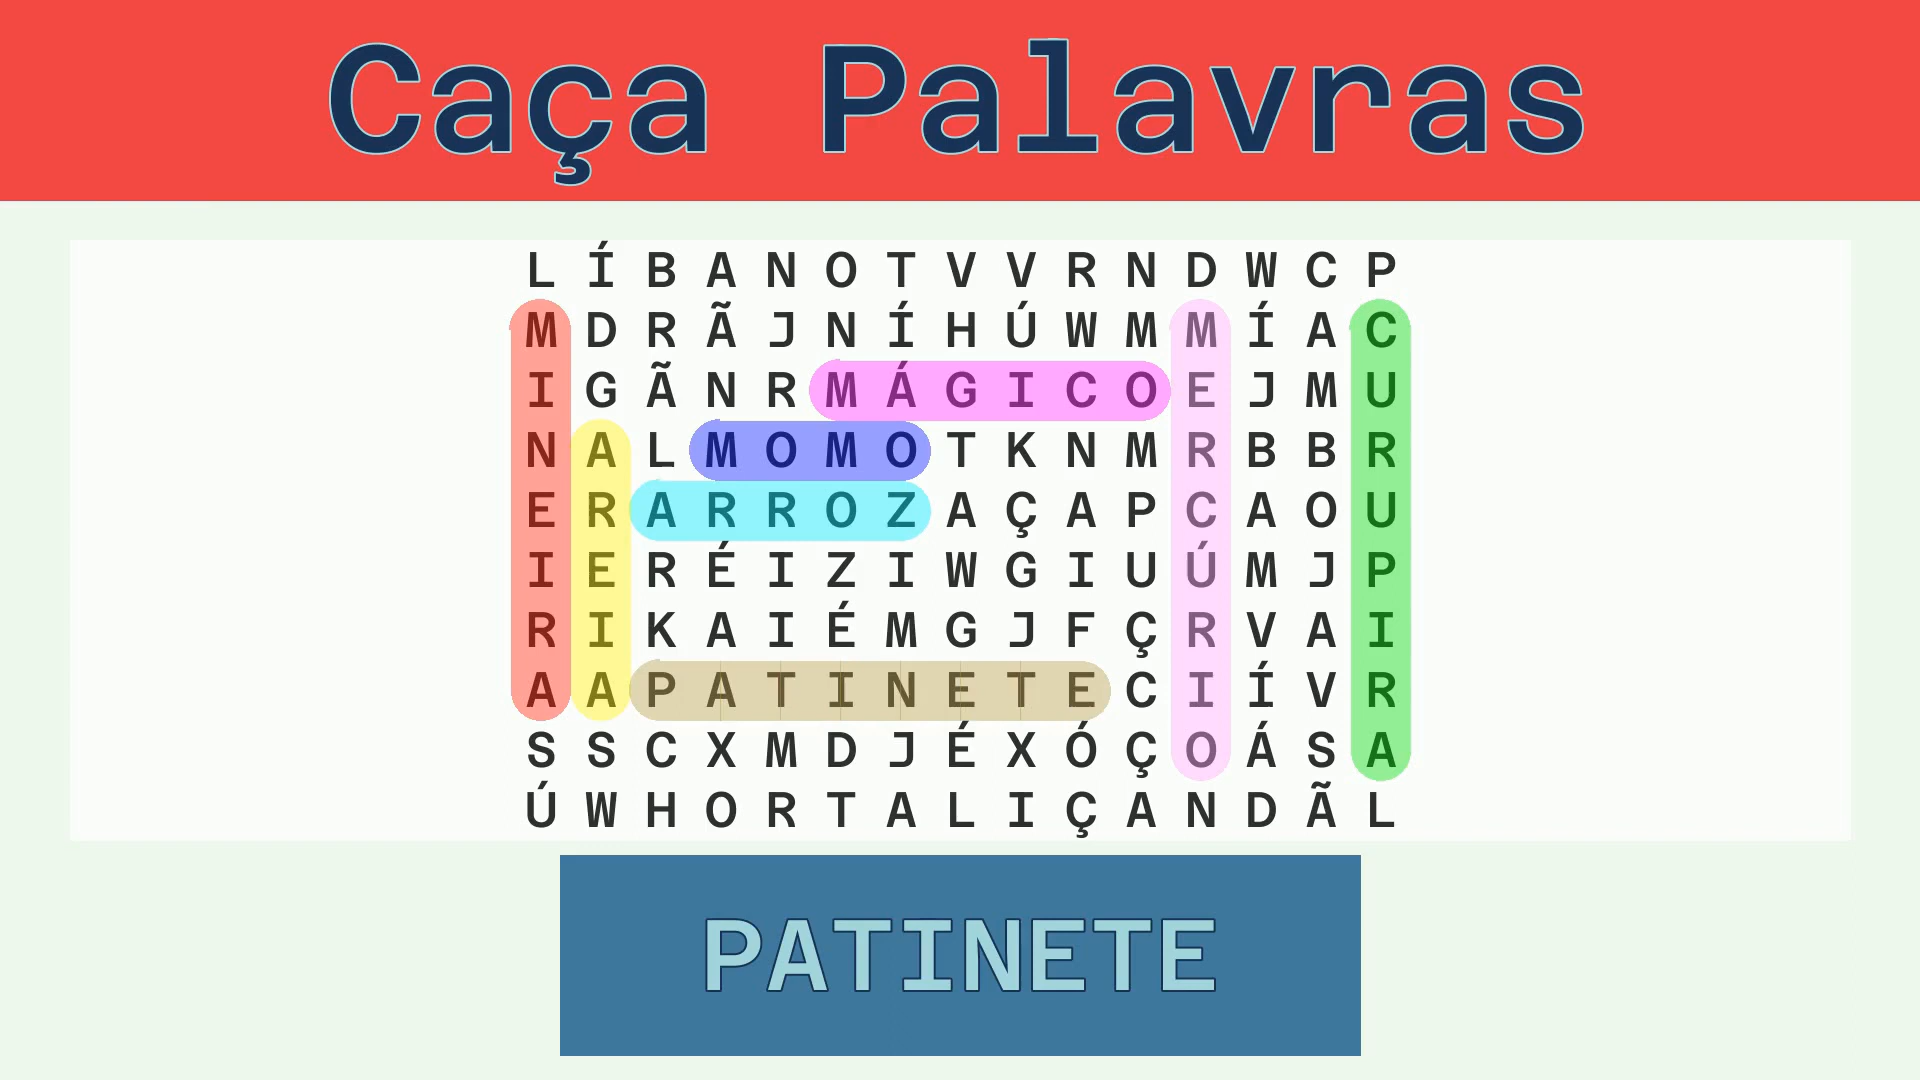 Caça Palavras
L Í B A N O T V V R N D W C P
M D R Ã J N Í H Ú W M M Í A C
I G Ã N R M Á G I C O E J M U
N A L M O M O T K N M R B B R
E R A R R O Z A Ç A P C A O U
I E R É I Z I W G I U Ú M J P
R I K A I É M G J F Ç R V A I
A A P A T I N E T E C I Í V R
S S C X M D J É X Ó Ç O Á S A
Ú W H O R T A L I Ç A N D Ã L
PATINETE